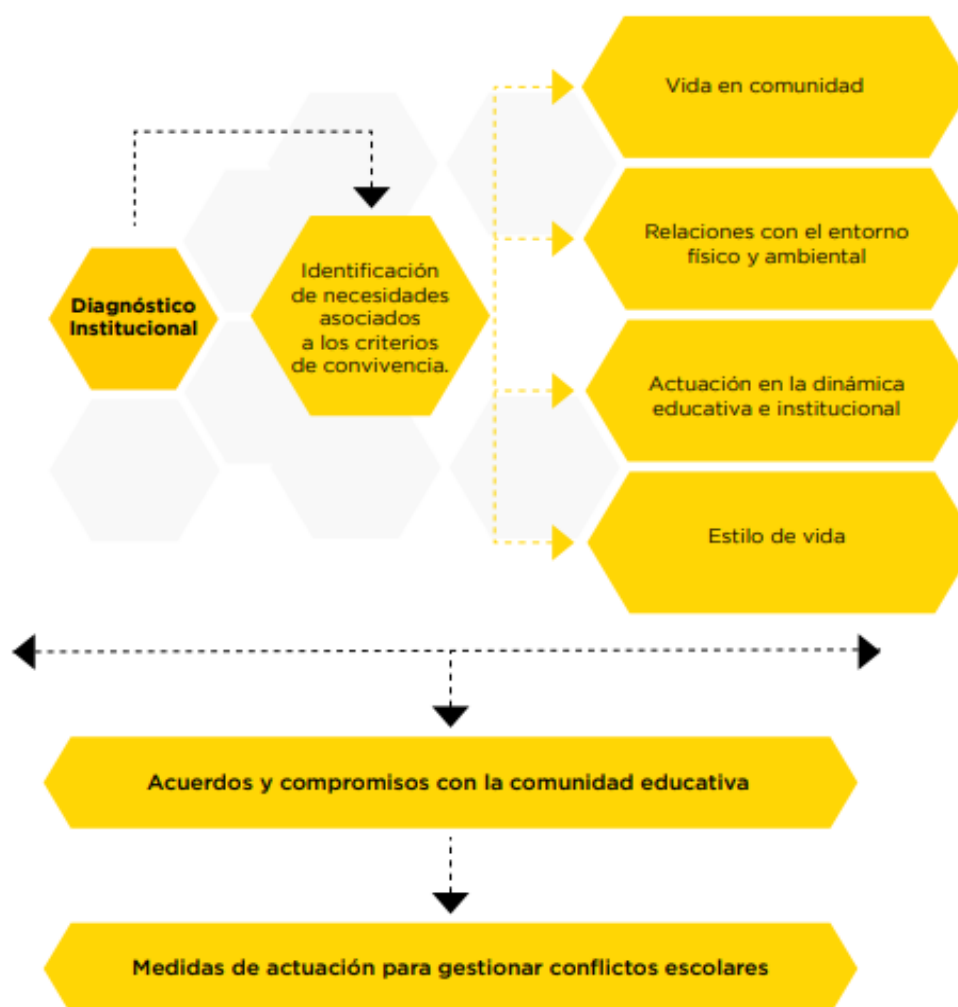 Vida en comunidad
Relaciones con el entorno
físico y ambiental
Diagnóstico
Institucional
Identificación
de necesidades
asociados
a los criterios
de convivencia.
Actuación en la dinámica
educativa e institucional
Estilo de vida
Acuerdos y compromisos con la comunidad educativa
Medidas de actuación para gestionar conflictos escolares